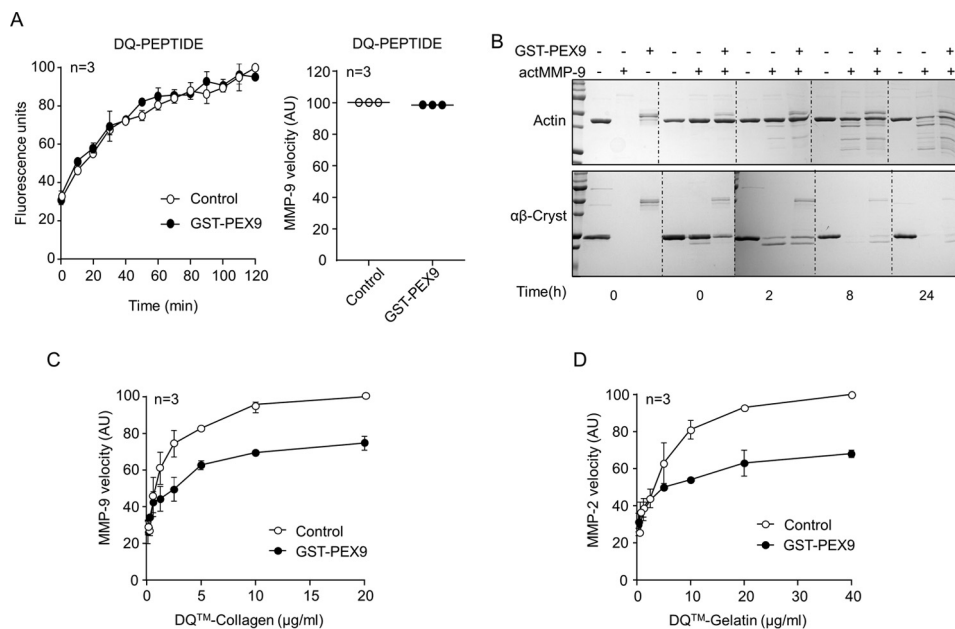 A
DQ-PEPTIDE
n=3
Fluorescence units
100
80
60
40
20
0
0 20 40 60 80 100 120
Time (min)
Control
GST-PEX9
DQ-PEPTIDE
n=3
MMP-9 velocity (AU)
120
100
80
60
40
20
0
Control
GST-PEX9
B
GST-PEX9 - - + - - + - - + - - + - - +
actMMP-9 - + - - + + - + + - + + - + +
Actin
αβ-Cryst
Time(h) 0 0 2 8 24
C
n=3
MMP-9 velocity (AU)
100
80
60
40
20
0
0 5 10 15 20
DQ™-Collagen (µg/ml)
Control
GST-PEX9
D
n=3
MMP-2 velocity (AU)
100
80
60
40
20
0
0 10 20 30 40
DQ™-Gelatin (µg/ml)
Control
GST-PEX9